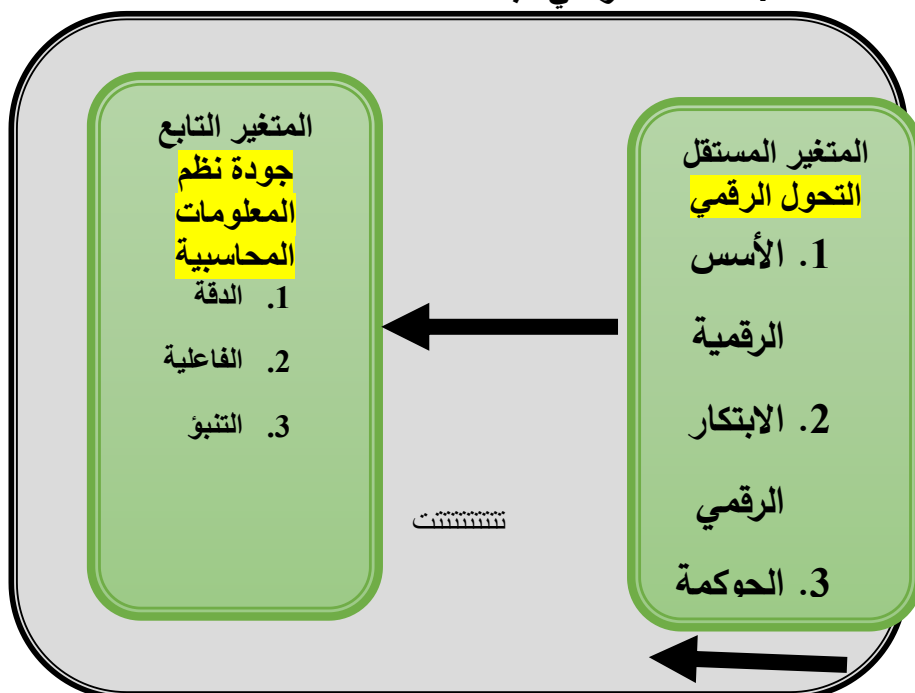 المتغير المستقل
التحول الرقمي
1. الأسس
الرقمية
2. الابتكار
الرقمي
3. الحوكمة
المتغير التابع
جودة نظم
المعلومات
المحاسبية
1. الدقة
2. الفاعلية
3. التنبؤ